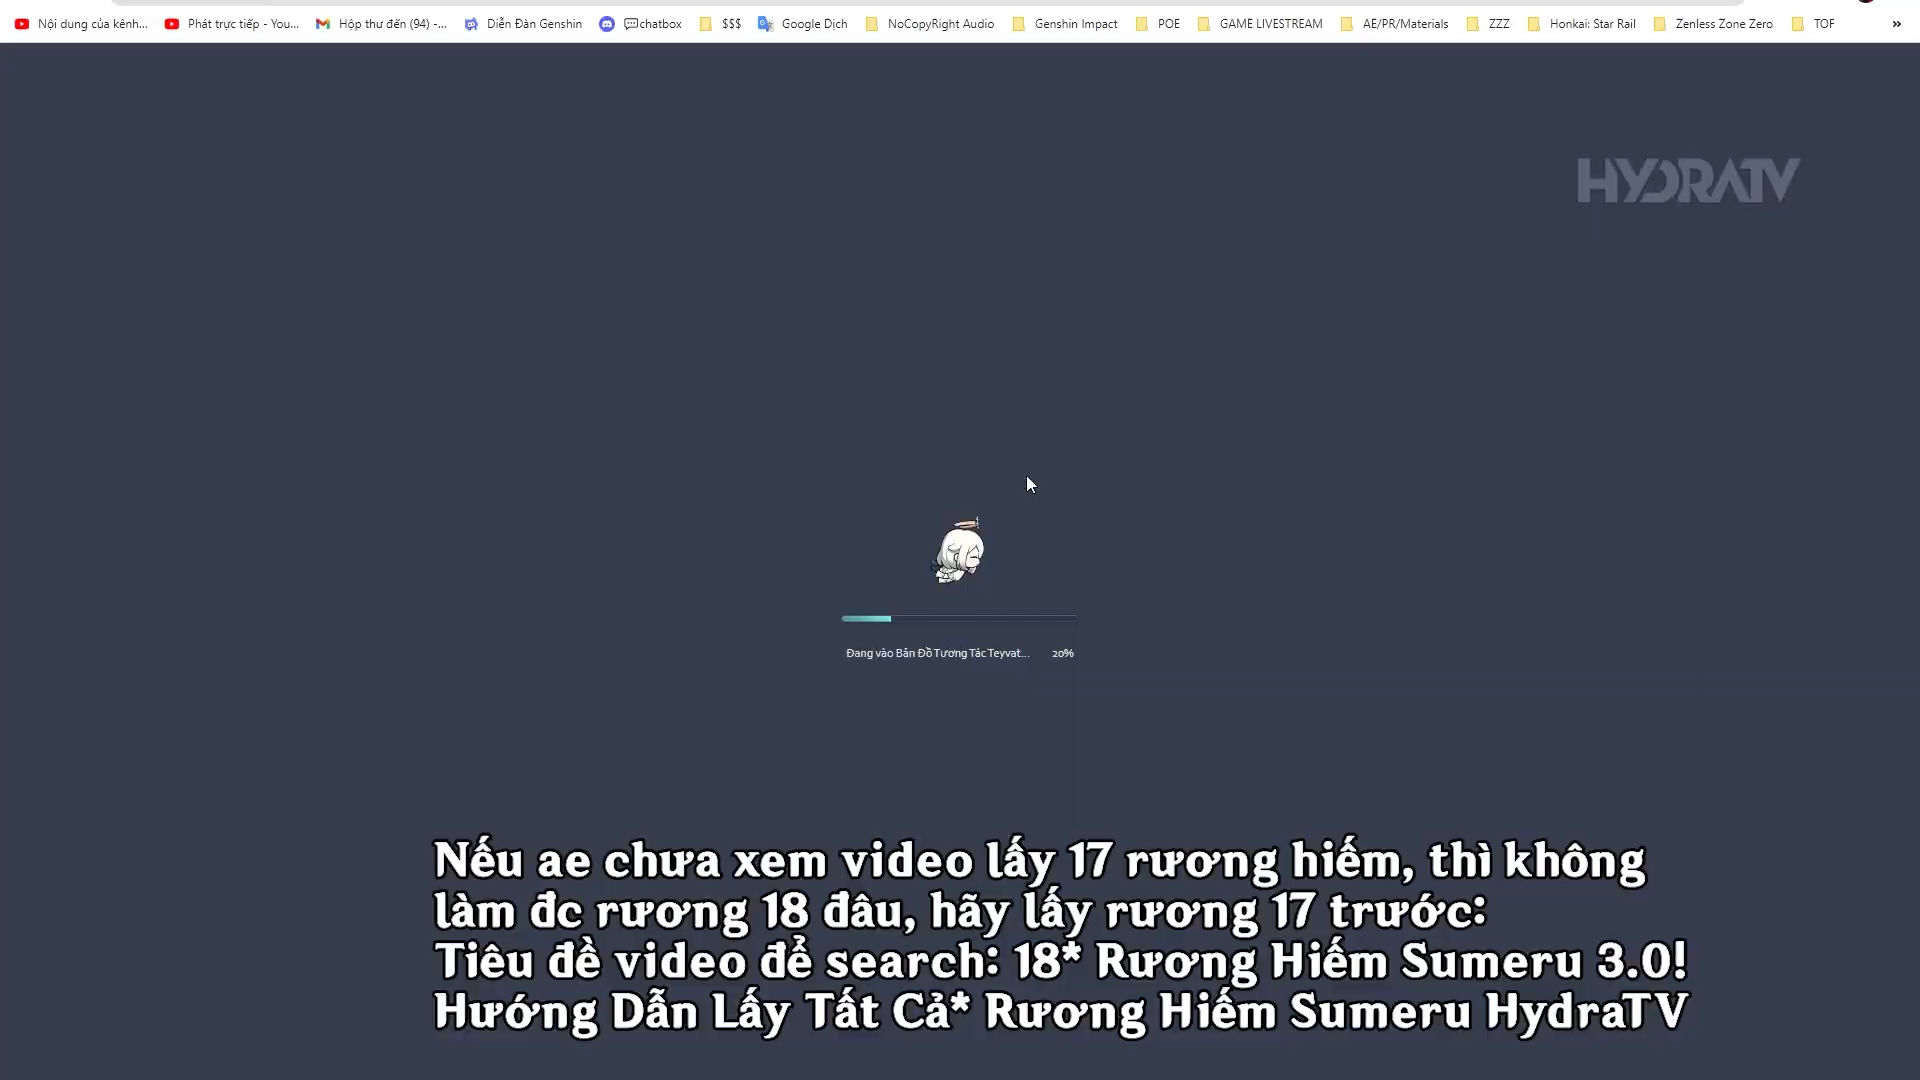 Nội dung của kênh...
Phát trực tiếp - You...
Hộp thư đến (94) -...
Diễn Đàn Genshin
chatbox
$$$
Google Dịch
NoCopyRight Audio
Genshin Impact
POE
GAME LIVESTREAM
AE/PR/Materials
ZZZ
Honkai: Star Rail
Zenless Zone Zero
TOF
»
HYDRATV
Đang vào Bản Đồ Tương Tác Teyvat... 20%
Nếu ae chưa xem video lấy 17 rương hiếm, thì không
làm đc rương 18 đâu, hãy lấy rương 17 trước:
Tiêu đề video để search: 18* Rương Hiếm Sumeru 3.0!
Hướng Dẫn Lấy Tất Cả* Rương Hiếm Sumeru HydraTV